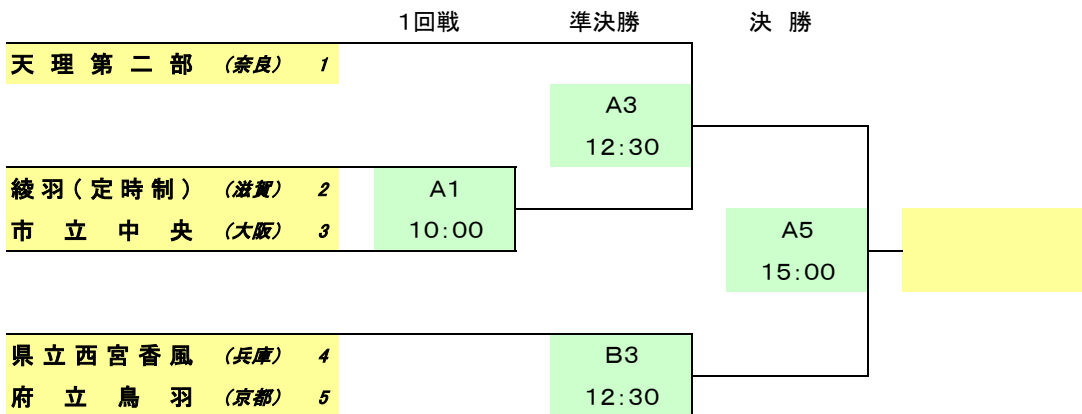 1回戦 準決勝 決 勝
天 理 第 二 部 (奈良) 1
A3
12:30
綾 羽 ( 定 時 制 ) (滋賀) 2 A1
市 立 中 央 (大阪) 3 10:00 A5
15:00
県 立 西 宮 香 風 (兵庫) 4 B3
府 立 鳥 羽 (京都) 5 12:30